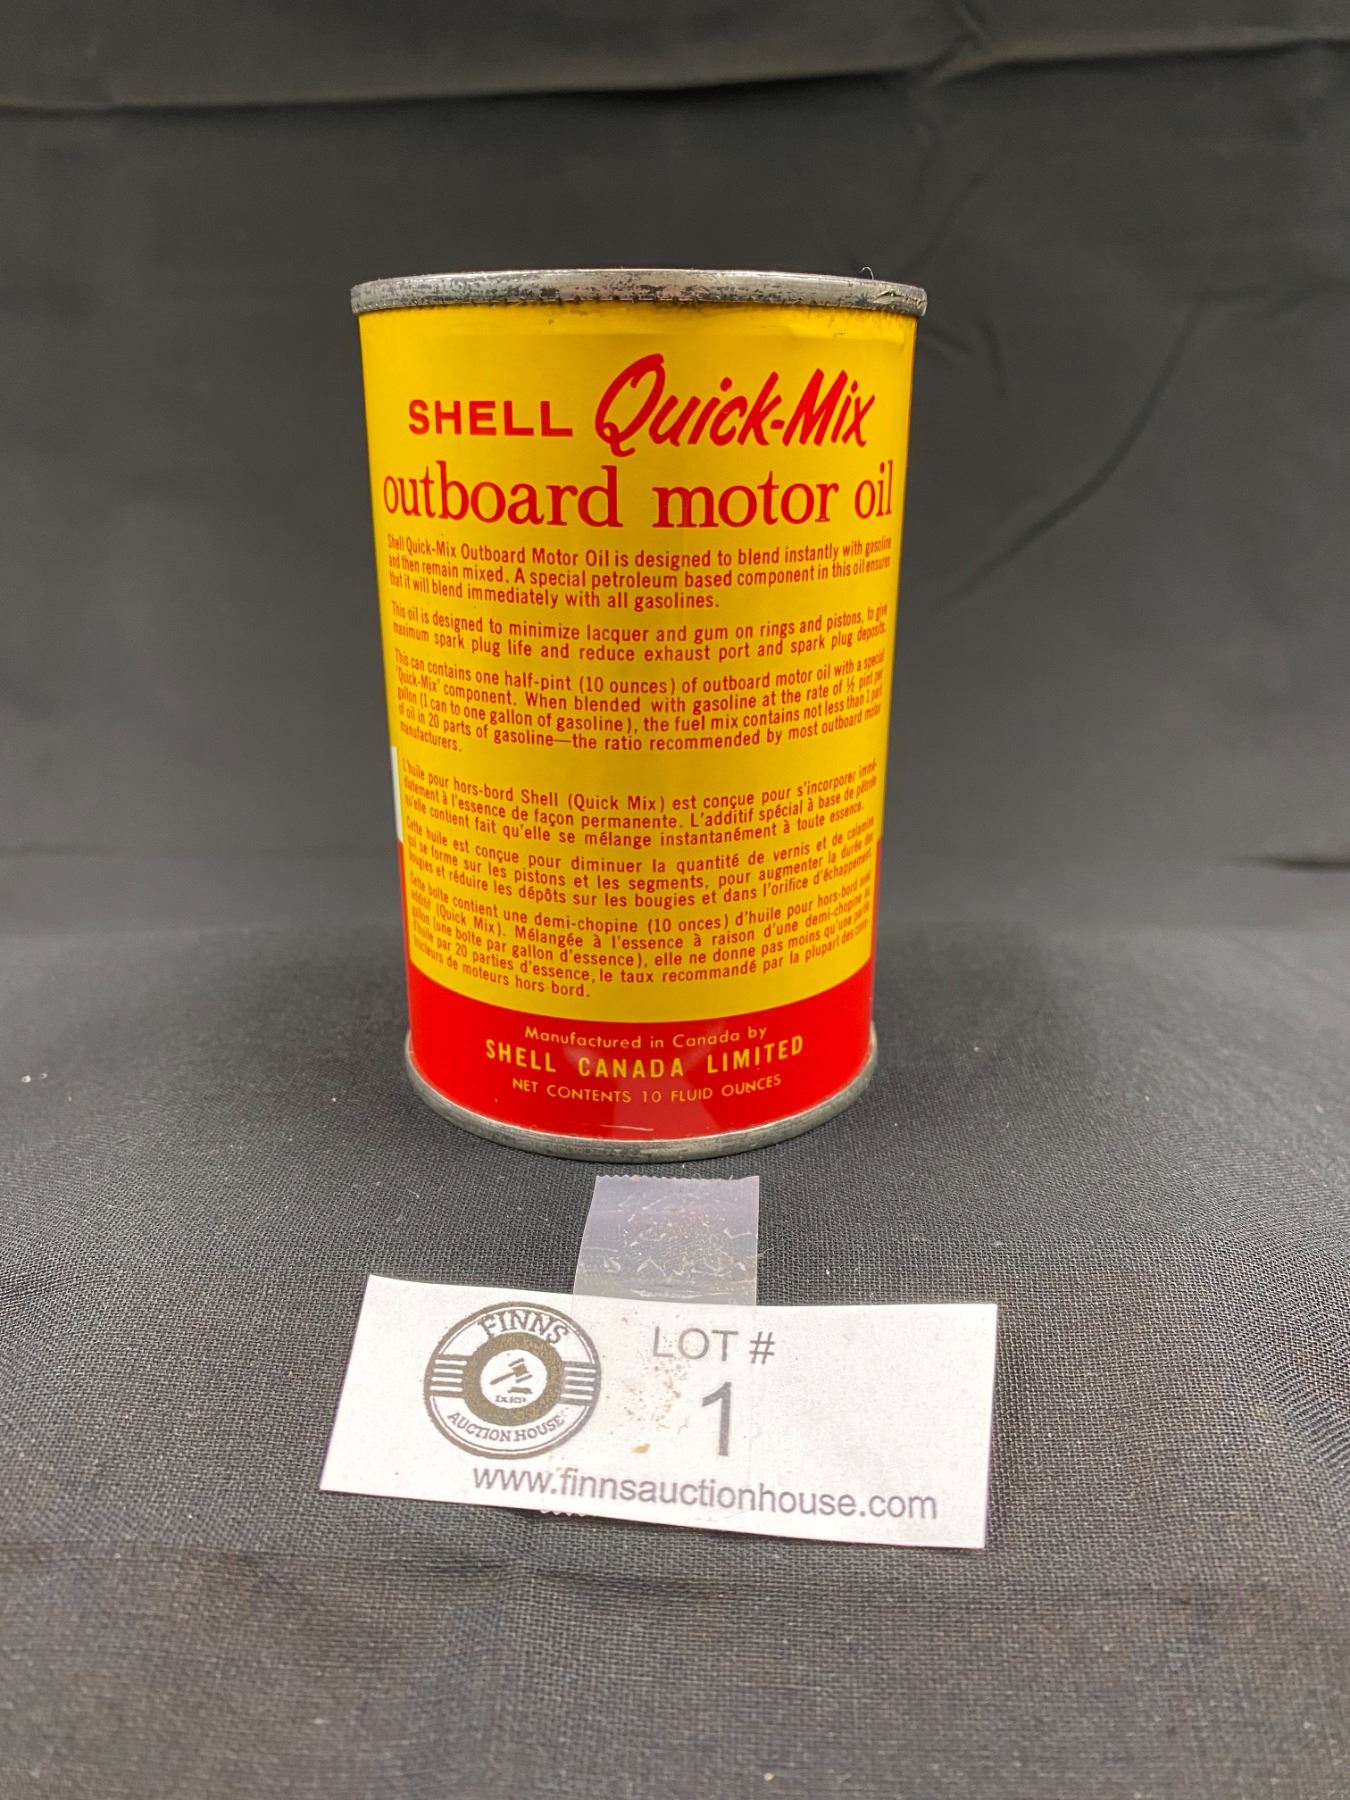 SHELL Quick-Mix
outboard motor oil
Shell Quick-Mix Outboard Motor Oil is designed to blend instantly with gasoline
and then remain mixed. A special petroleum based component in this oil ensures
that it will blend immediately with all gasolines.
This oil is designed to minimize lacquer and gum on rings and pistons, to give
maximum spark plug life and reduce exhaust port and spark plug deposits.
This can contains one half-pint (10 ounces) of outboard motor oil with a special
'Quick-Mix' component. When blended with gasoline at the rate of ½ pint per
gallon (1 can to one gallon of gasoline), the fuel mix contains not less than 1 part
of oil in 20 parts of gasoline—the ratio recommended by most outboard motor
manufacturers.
L'huile pour hors-bord Shell (Quick Mix) est conçue pour s'incorporer immé-
diatement à l'essence de façon permanente. L'additif spécial à base de pétrole
qu'elle contient fait qu'elle se mélange instantanément à toute essence.
Cette huile est conçue pour diminuer la quantité de vernis et de calamine
qui se forme sur les pistons et les segments, pour augmenter la durée des
bougies et réduire les dépôts sur les bougies et dans l'orifice d'échappement.
Cette boîte contient une demi-chopine (10 onces) d'huile pour hors-bord avec
additif (Quick Mix). Mélangée à l'essence à raison d'une demi-chopine au
gallon (une boîte par gallon d'essence), elle ne donne pas moins qu'une partie
d'huile par 20 parties d'essence, le taux recommandé par la plupart des cons-
tructeurs de moteurs hors bord.
Manufactured in Canada by
SHELL CANADA LIMITED
NET CONTENTS 10 FLUID OUNCES
FINNS
AUCTION HOUSE
LOT #
1
www.finnsauctionhouse.com